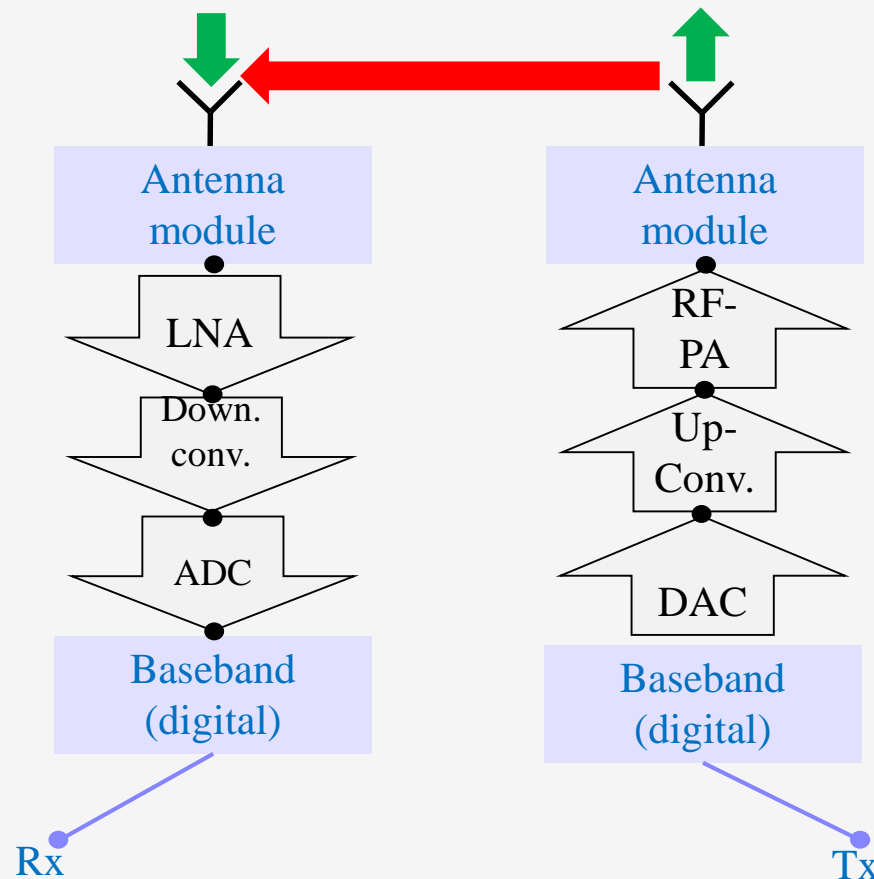 Antenna
module
LNA
Down.
conv.
ADC
Baseband
(digital)
Rx
Antenna
module
RF-
PA
Up-
Conv.
DAC
Baseband
(digital)
Tx